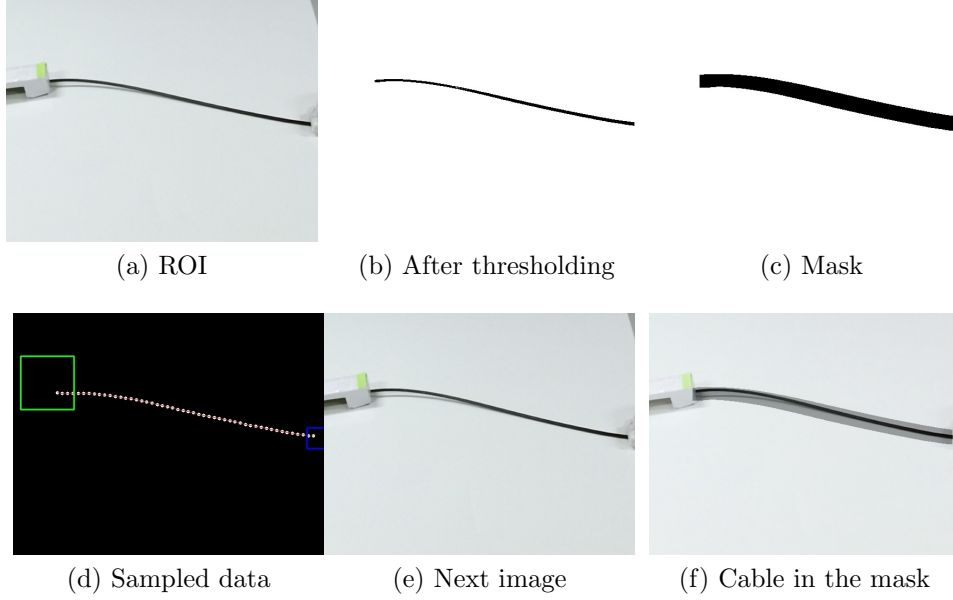 (a) ROI
(b) After thresholding
(c) Mask
(d) Sampled data
(e) Next image
(f) Cable in the mask